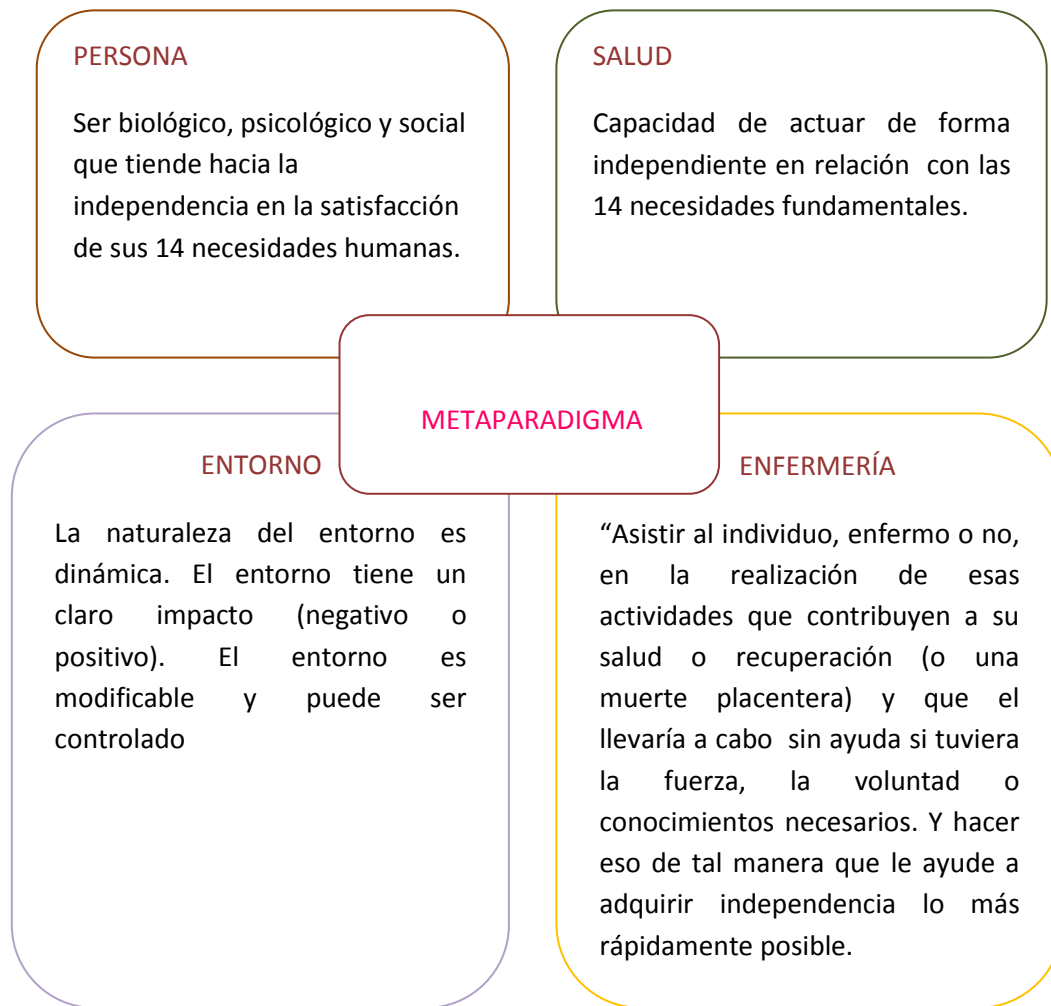 PERSONA
Ser biológico, psicológico y social
que tiende hacia la
independencia en la satisfacción
de sus 14 necesidades humanas.
SALUD
Capacidad de actuar de forma
independiente en relación con las
14 necesidades fundamentales.
METAPARADIGMA
ENTORNO
La naturaleza del entorno es
dinámica. El entorno tiene un
claro impacto (negativo o
positivo). El entorno es
modificable y puede ser
controlado
ENFERMERÍA
“Asistir al individuo, enfermo o no,
en la realización de esas
actividades que contribuyen a su
salud o recuperación (o una
muerte placentera) y que el
llevaría a cabo sin ayuda si tuviera
la fuerza, la voluntad o
conocimientos necesarios. Y hacer
eso de tal manera que le ayude a
adquirir independencia lo más
rápidamente posible.